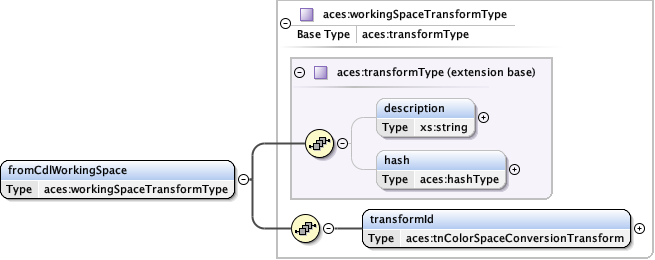 aces:workingSpaceTransformType
Base Type aces:transformType
aces:transformType (extension base)
description
Type xs:string
hash
Type aces:hashType
fromCdlWorkingSpace
Type aces:workingSpaceTransformType
transformId
Type aces:tnColorSpaceConversionTransform